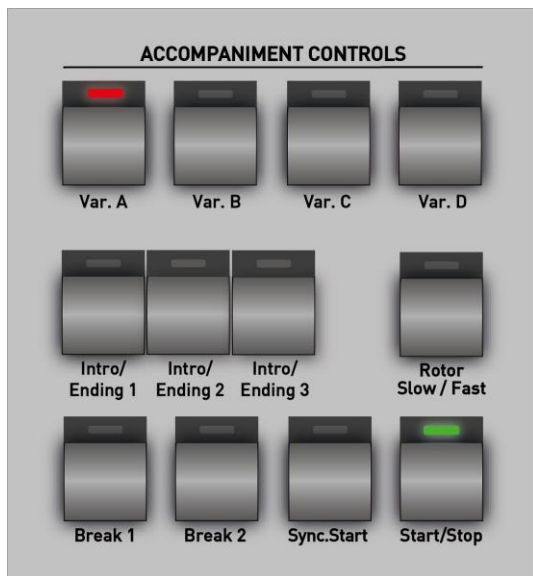 ACCOMPANIMENT CONTROLS
Var. A
Var. B
Var. C
Var. D
Intro/
Ending 1
Intro/
Ending 2
Intro/
Ending 3
Rotor
Slow / Fast
Break 1
Break 2
Sync.Start
Start/Stop